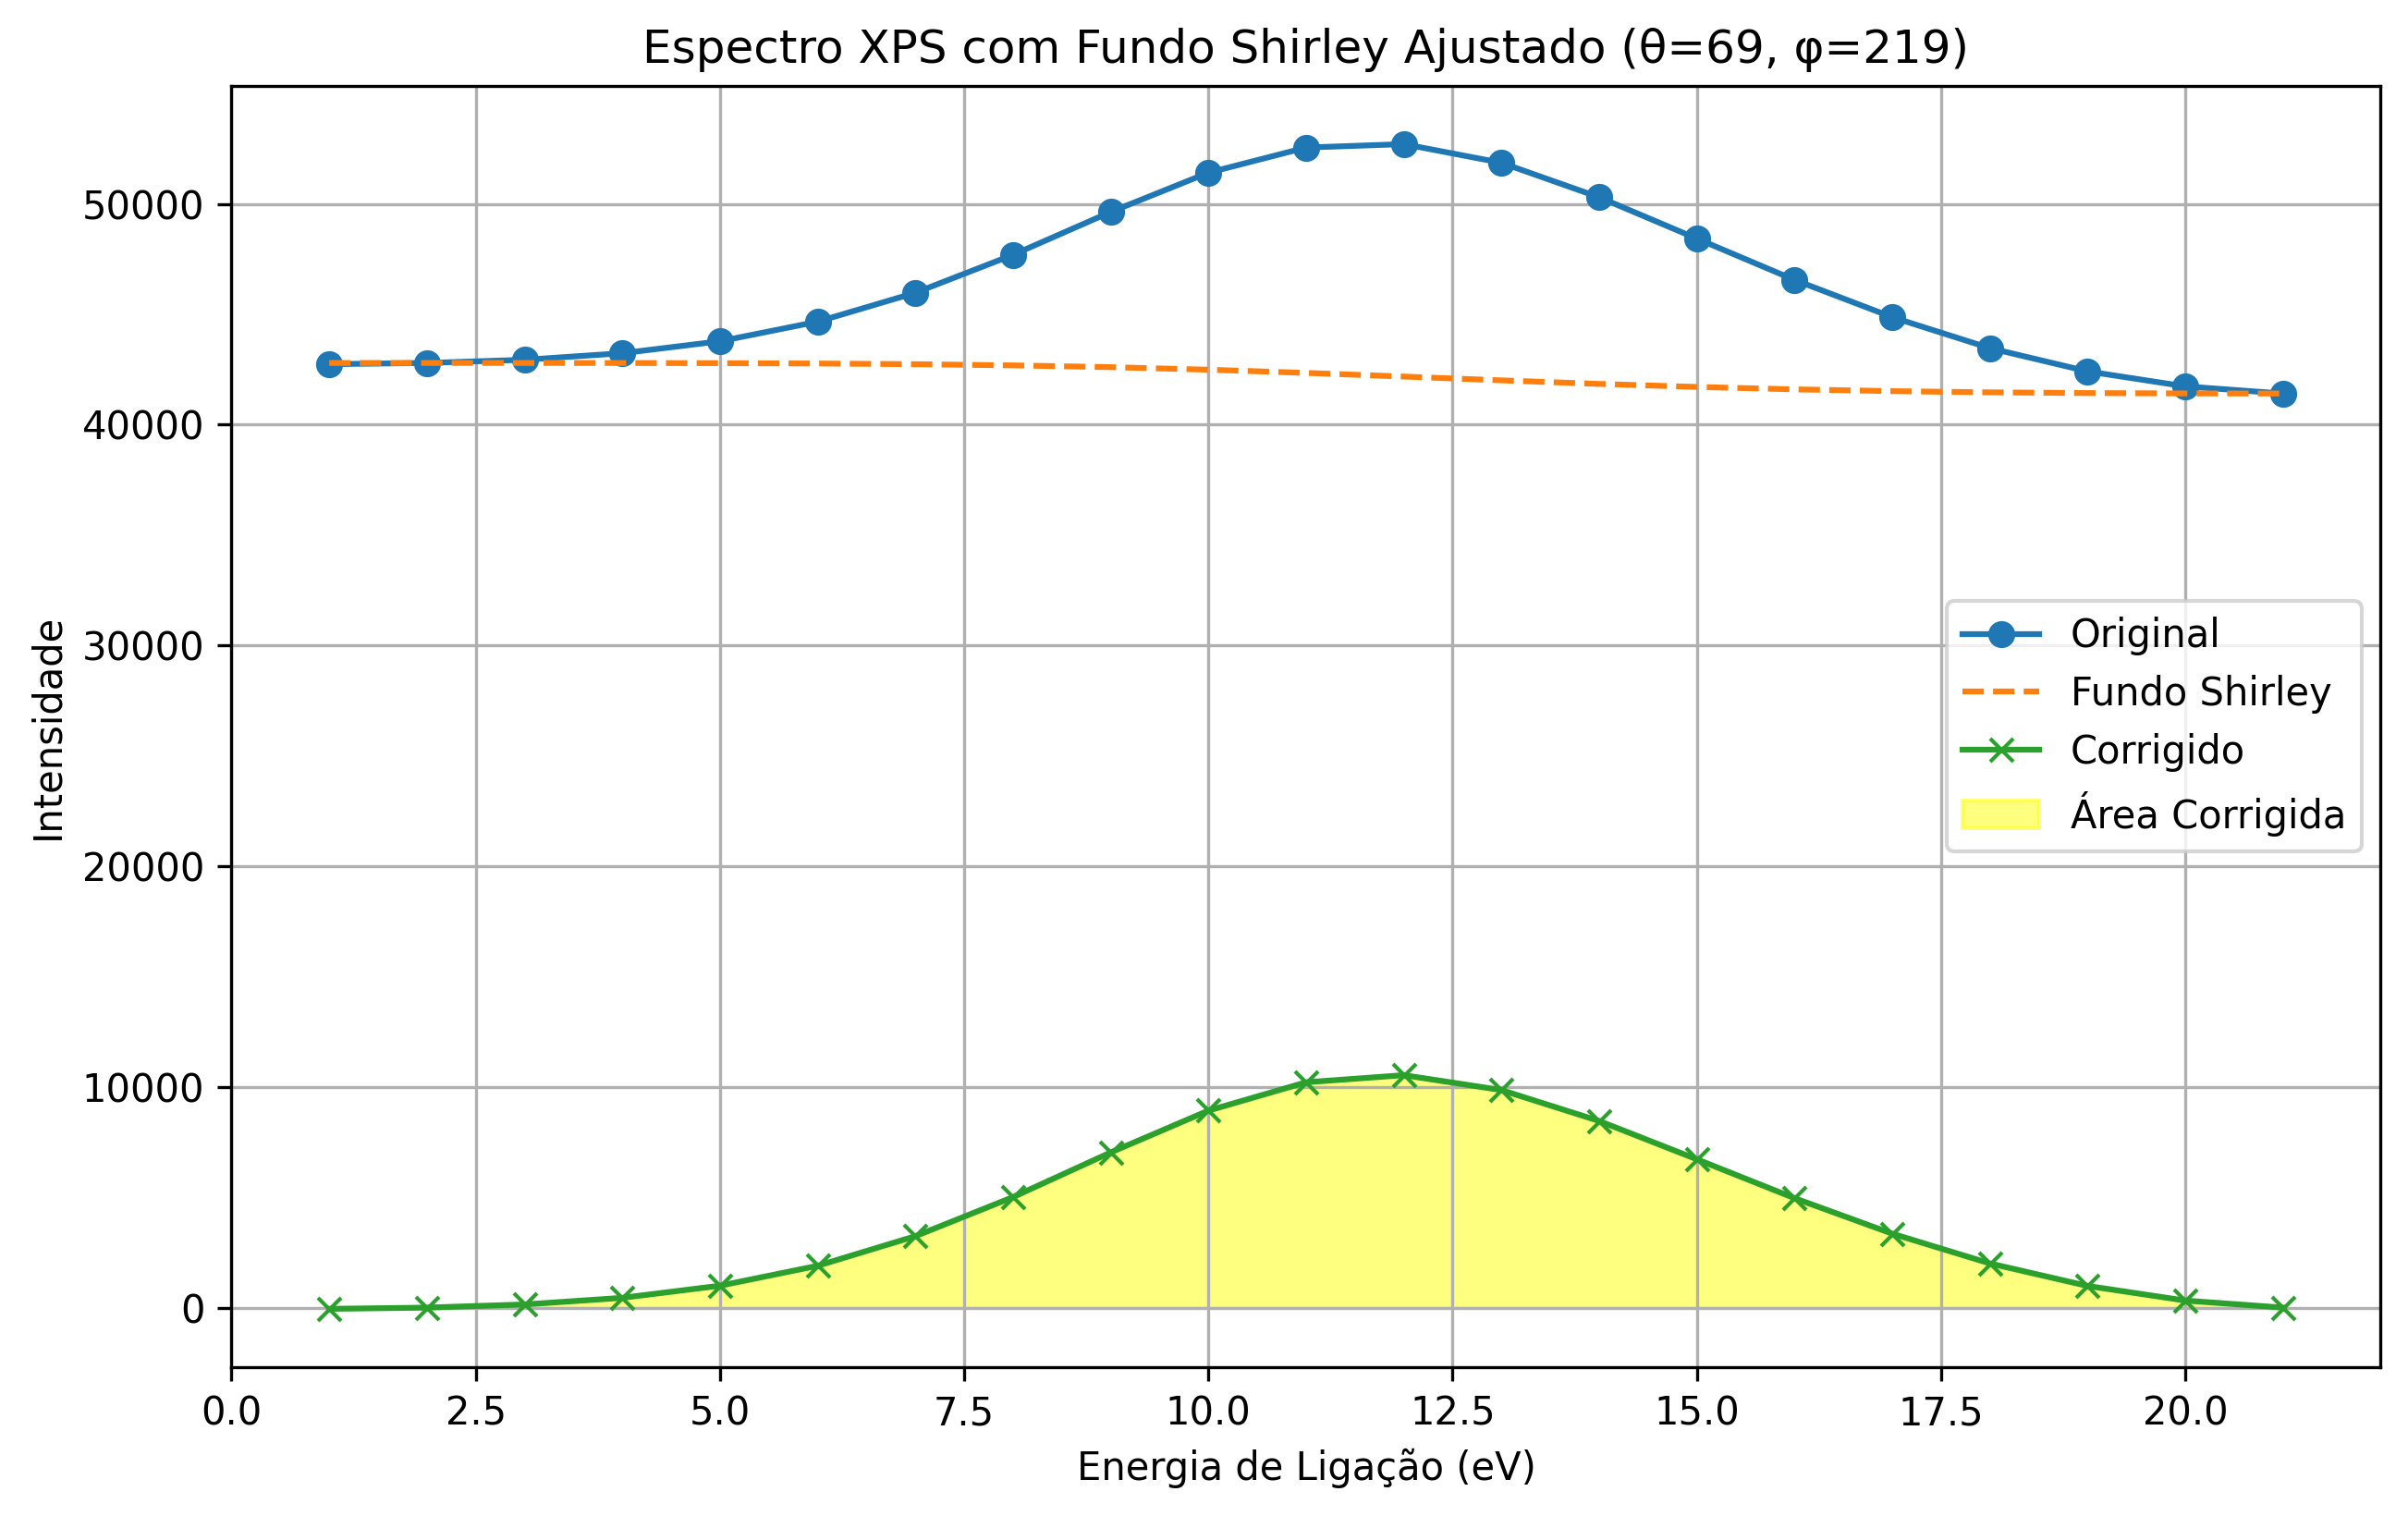 Espectro XPS com Fundo Shirley Ajustado (θ=69, φ=219)
Intensidade
50000
40000
30000
20000
10000
0
Original
Fundo Shirley
Corrigido
Área Corrigida
0.0 2.5 5.0 7.5 10.0 12.5 15.0 17.5 20.0
Energia de Ligação (eV)